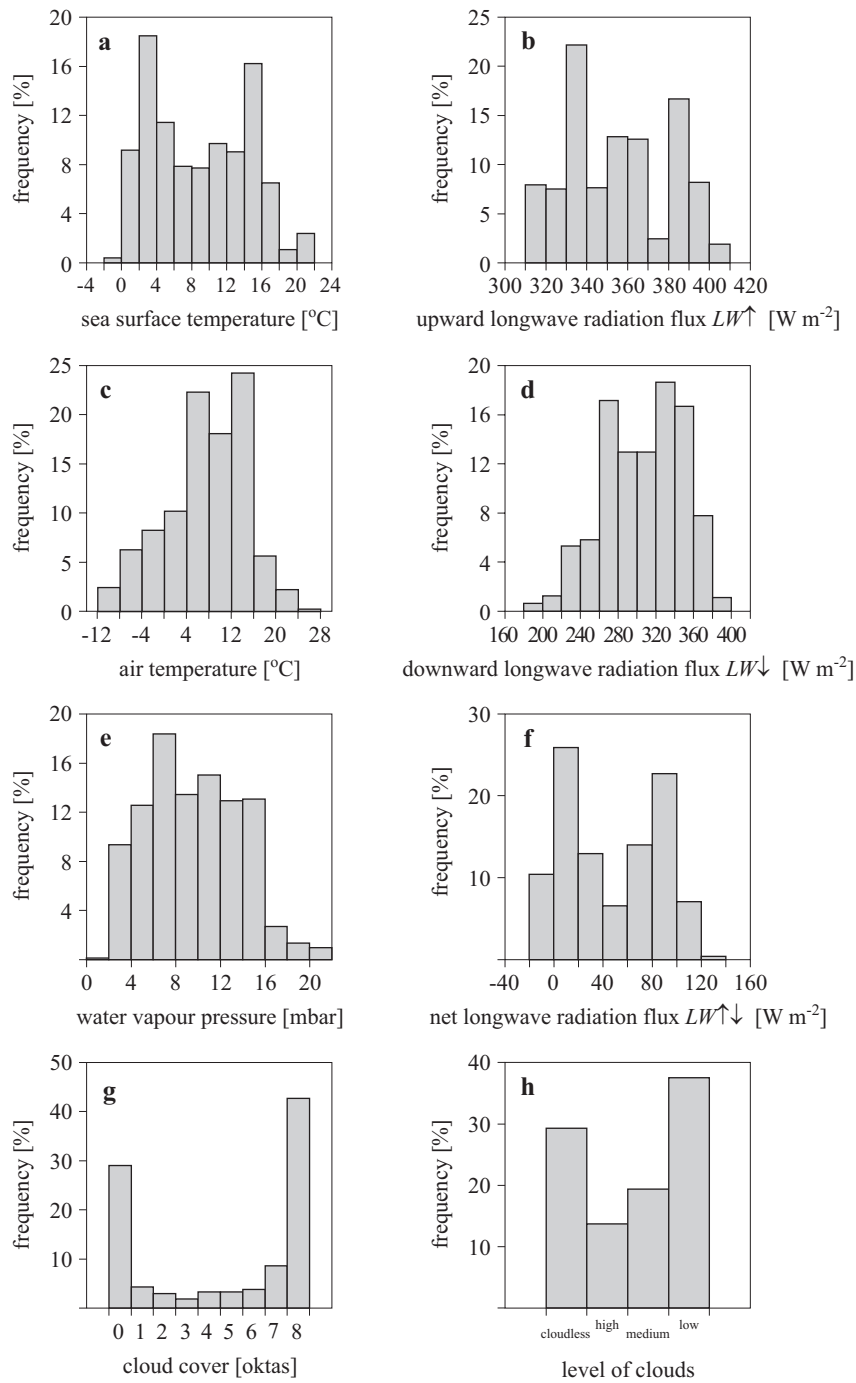 a
frequency [%]
20
16
12
8
4
0
-4 0 4 8 12 16 20 24
sea surface temperature [°C]
b
frequency [%]
25
20
15
10
5
0
300 320 340 360 380 400 420
upward longwave radiation flux LW↑ [W m-2]
c
frequency [%]
25
20
15
10
5
0
-12 -4 4 12 20 28
air temperature [°C]
d
frequency [%]
20
16
12
8
4
0
160 200 240 280 320 360 400
downward longwave radiation flux LW↓ [W m-2]
e
frequency [%]
20
16
12
8
4
0 4 8 12 16 20
water vapour pressure [mbar]
f
frequency [%]
30
20
10
-40 0 40 80 120 160
net longwave radiation flux LW↑↓ [W m-2]
g
frequency [%]
50
40
30
20
10
0 1 2 3 4 5 6 7 8
cloud cover [oktas]
h
frequency [%]
40
30
20
10
cloudless high medium low
level of clouds